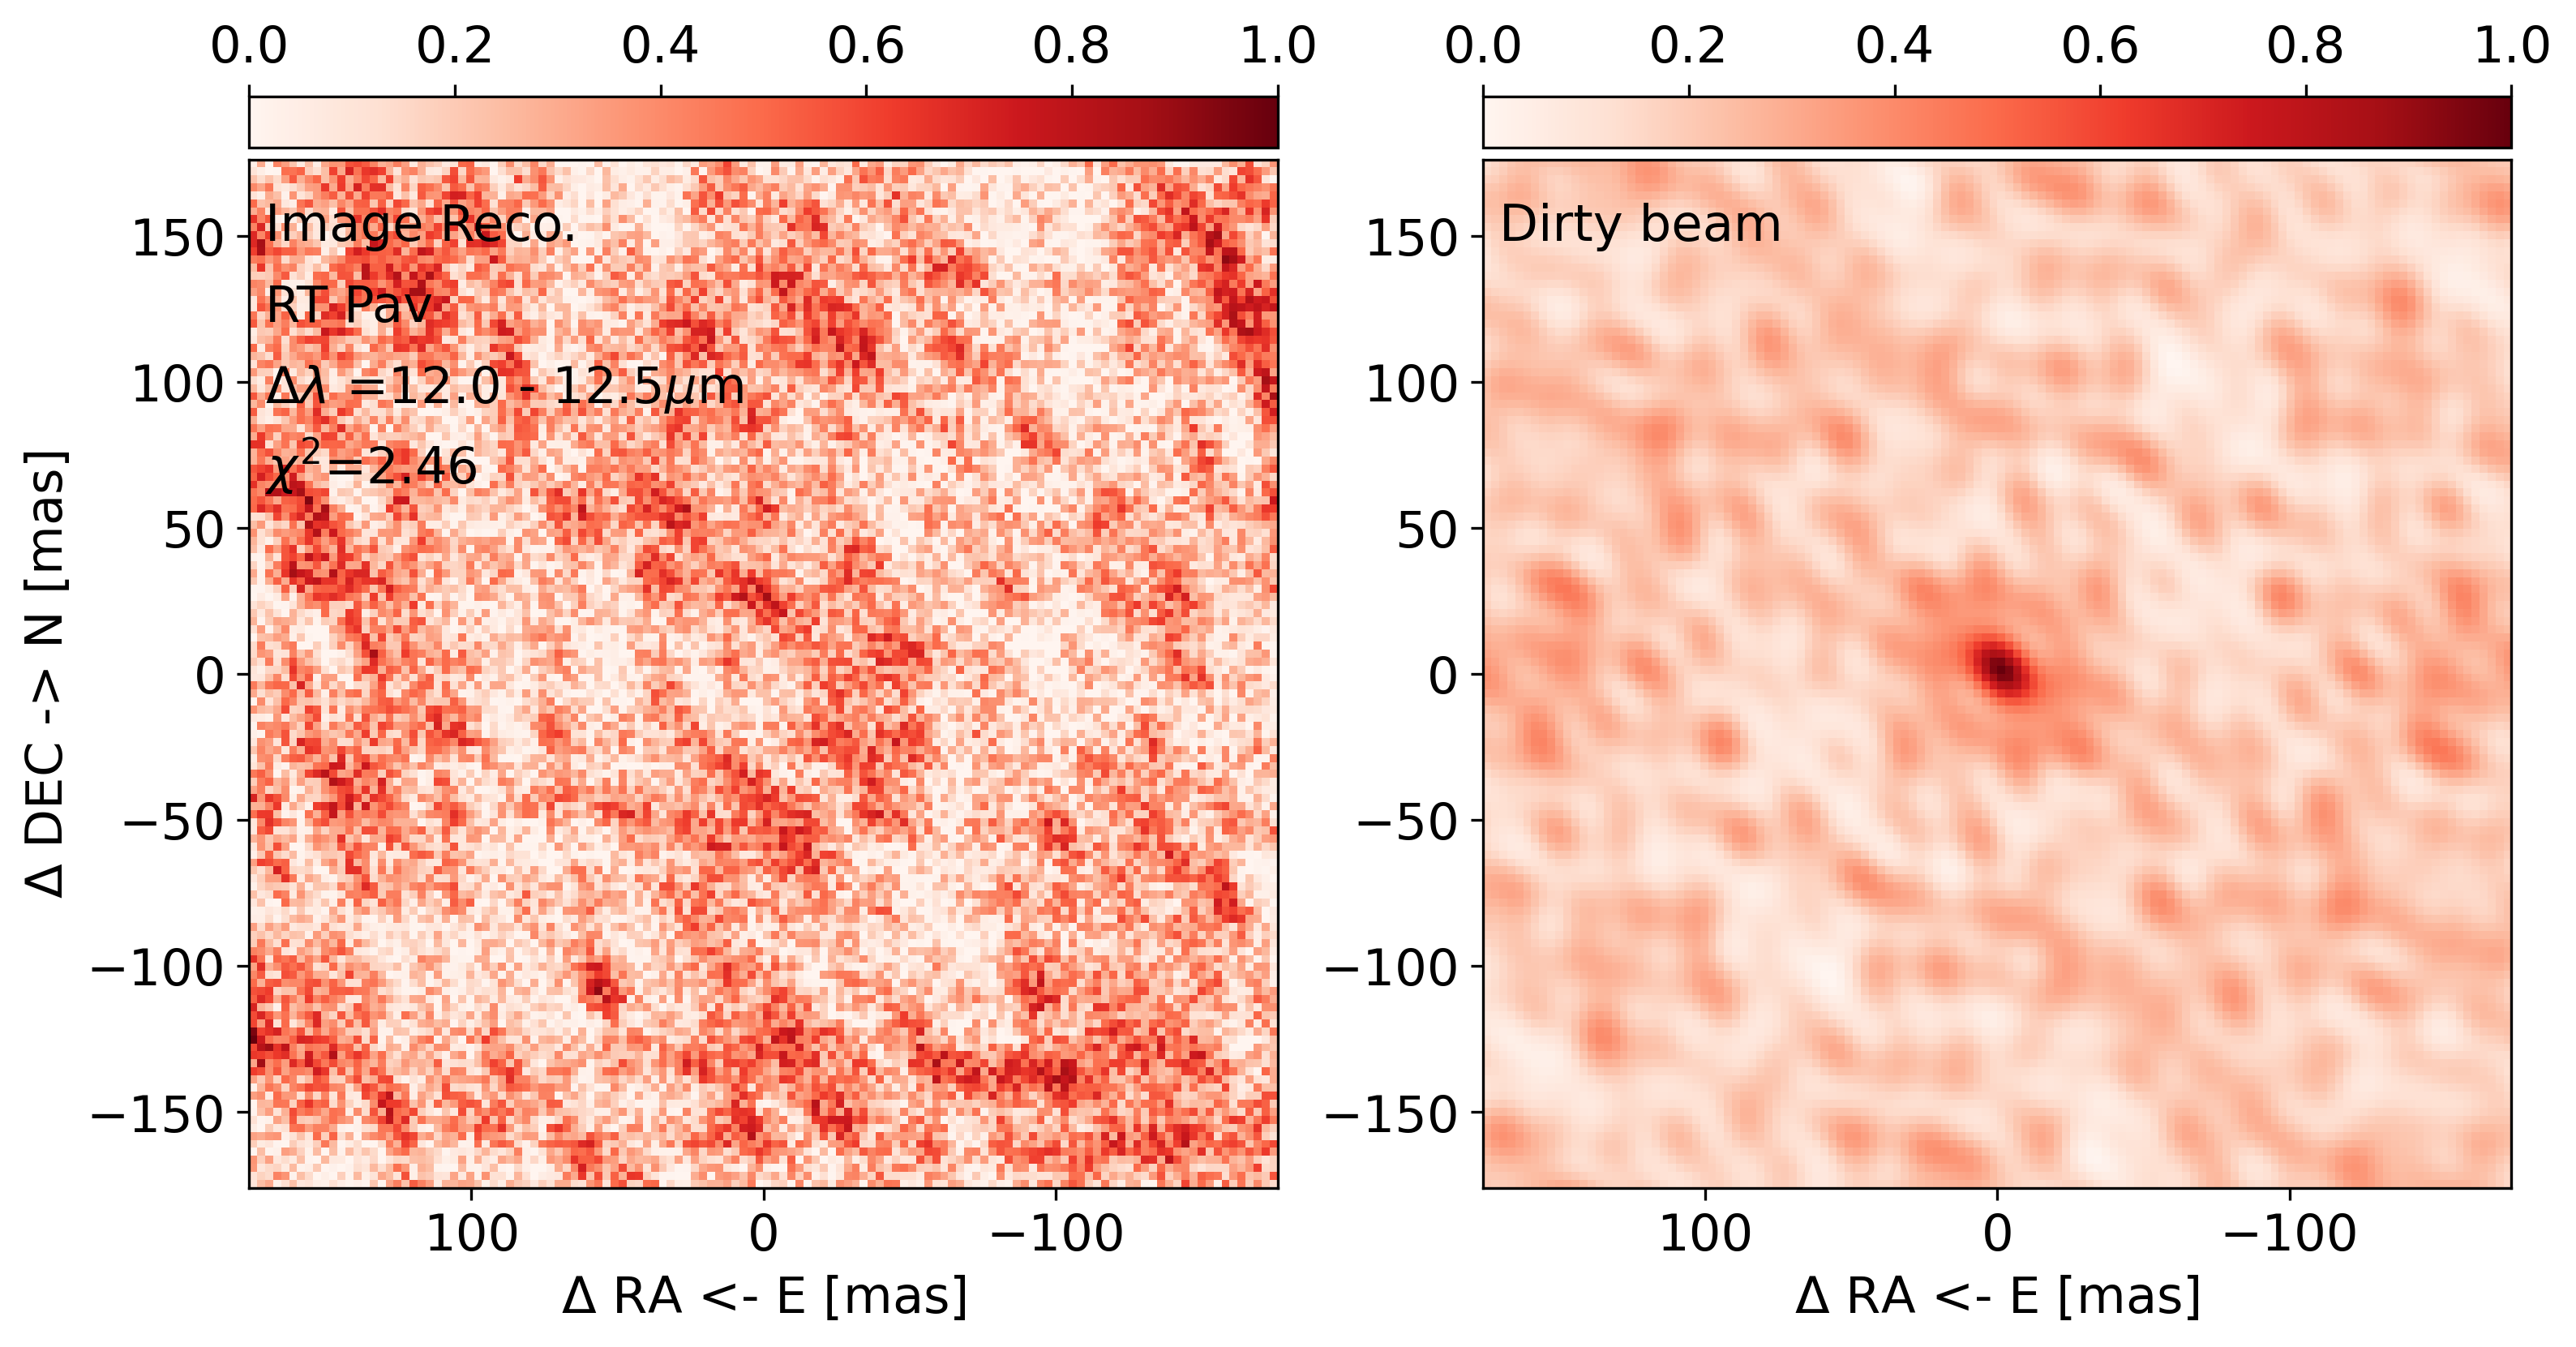 0.0 0.2 0.4 0.6 0.8 1.0
0.0 0.2 0.4 0.6 0.8 1.0
Image Reco.
RT Pav
Δλ =12.0 - 12.5μm
χ²=2.46
150
100
50
0
−50
−100
−150
Δ DEC -> N [mas]
100 0 −100
Δ RA <- E [mas]
Dirty beam
150
100
50
0
−50
−100
−150
100 0 −100
Δ RA <- E [mas]